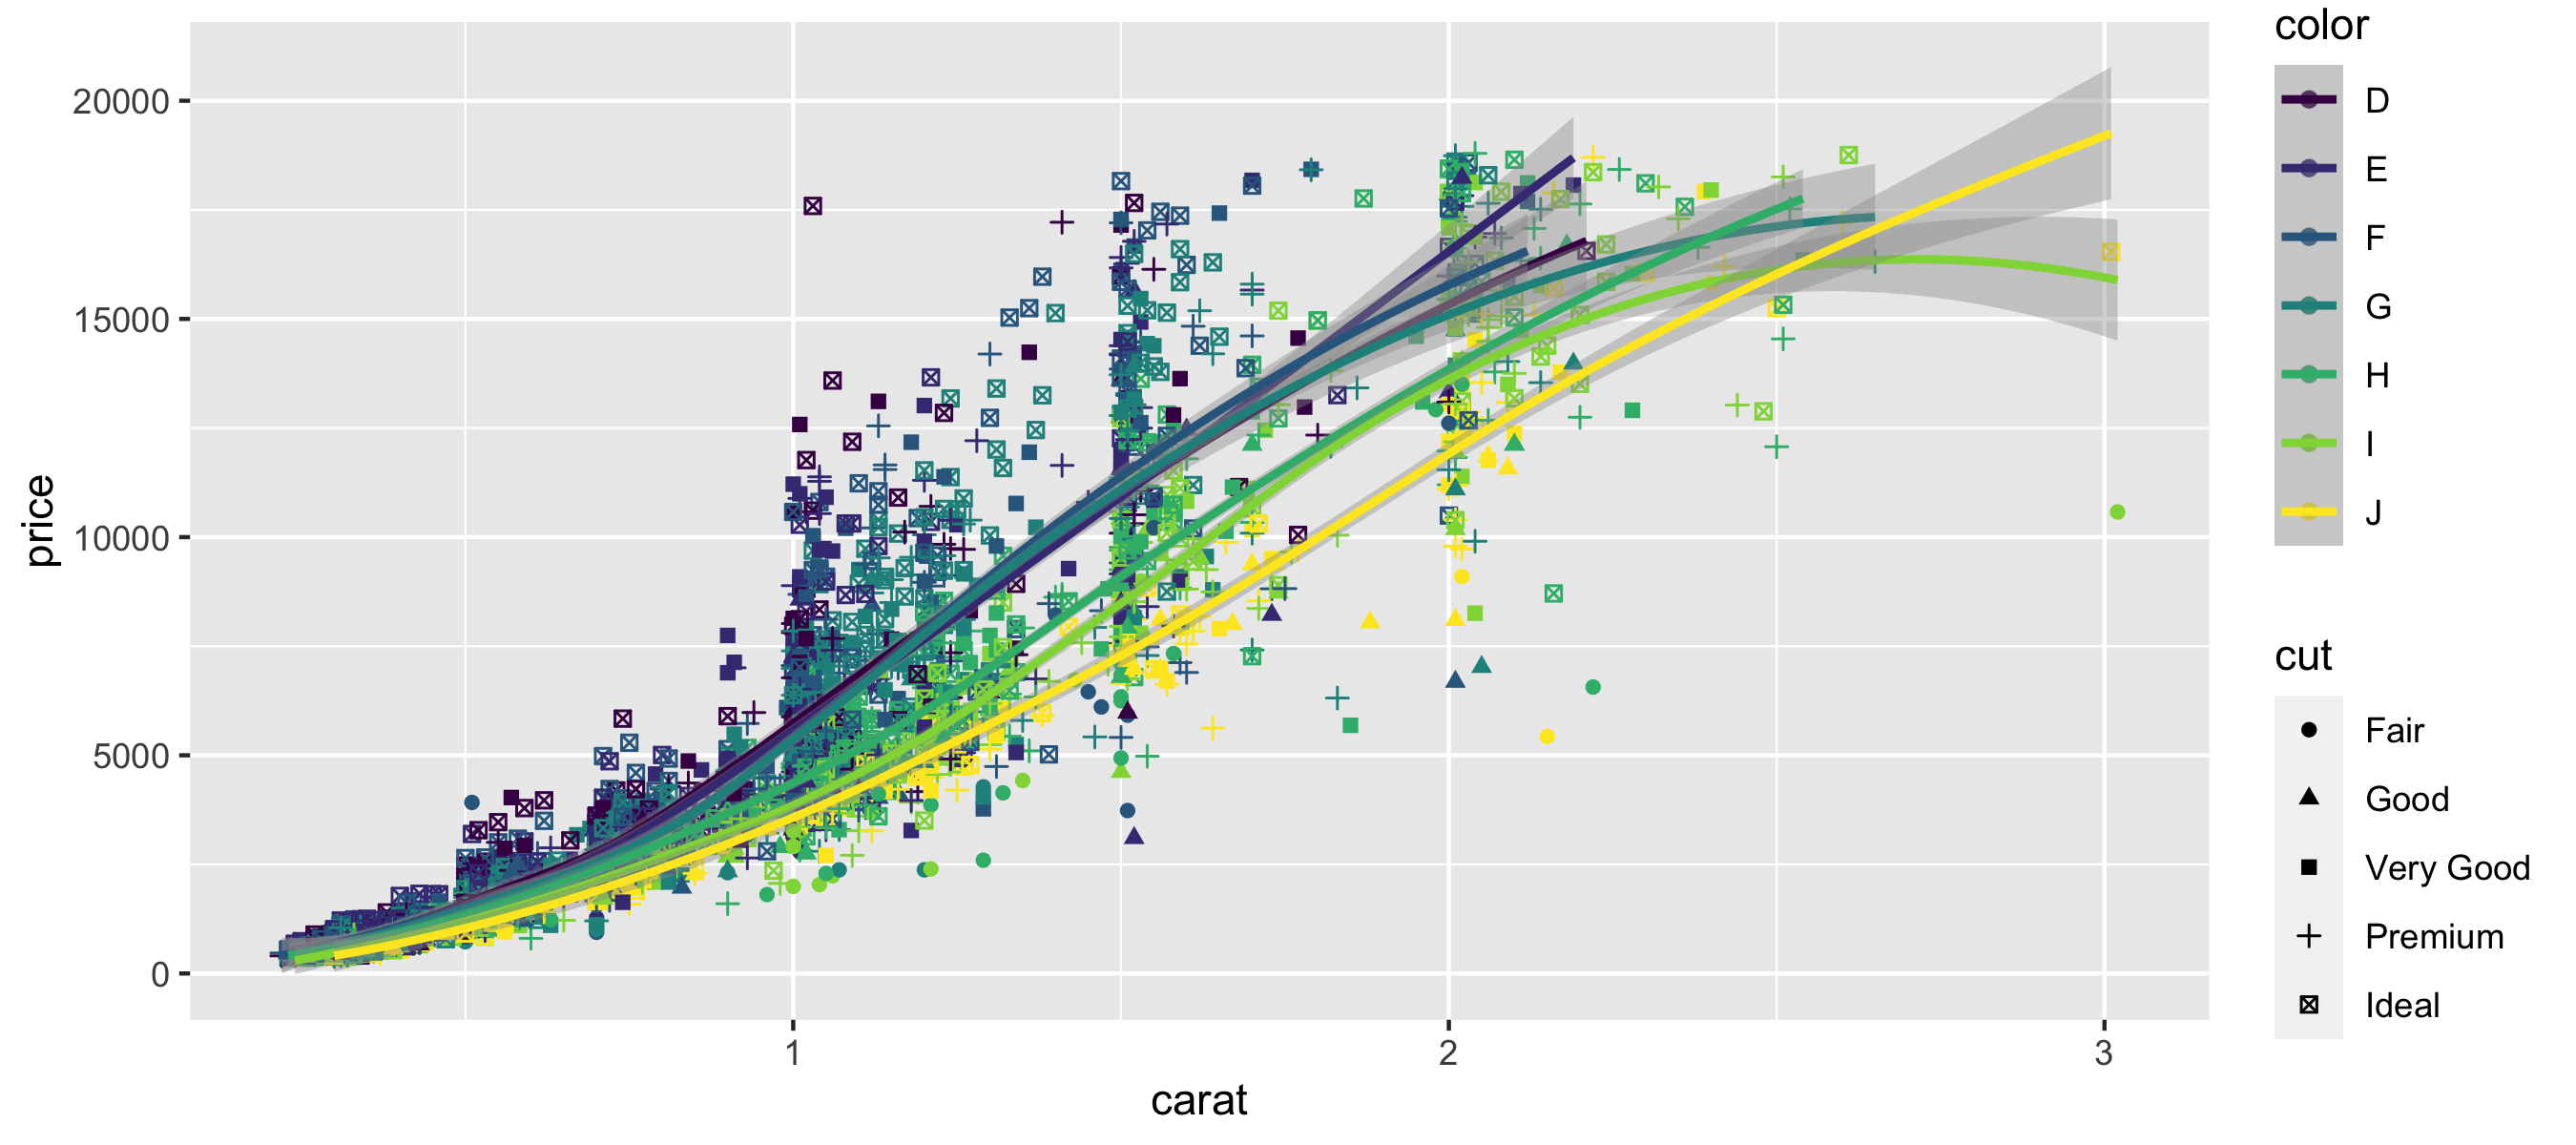 color
D
E
F
G
H
I
J
cut
Fair
Good
Very Good
Premium
Ideal
price
20000
15000
10000
5000
0
1
2
3
carat